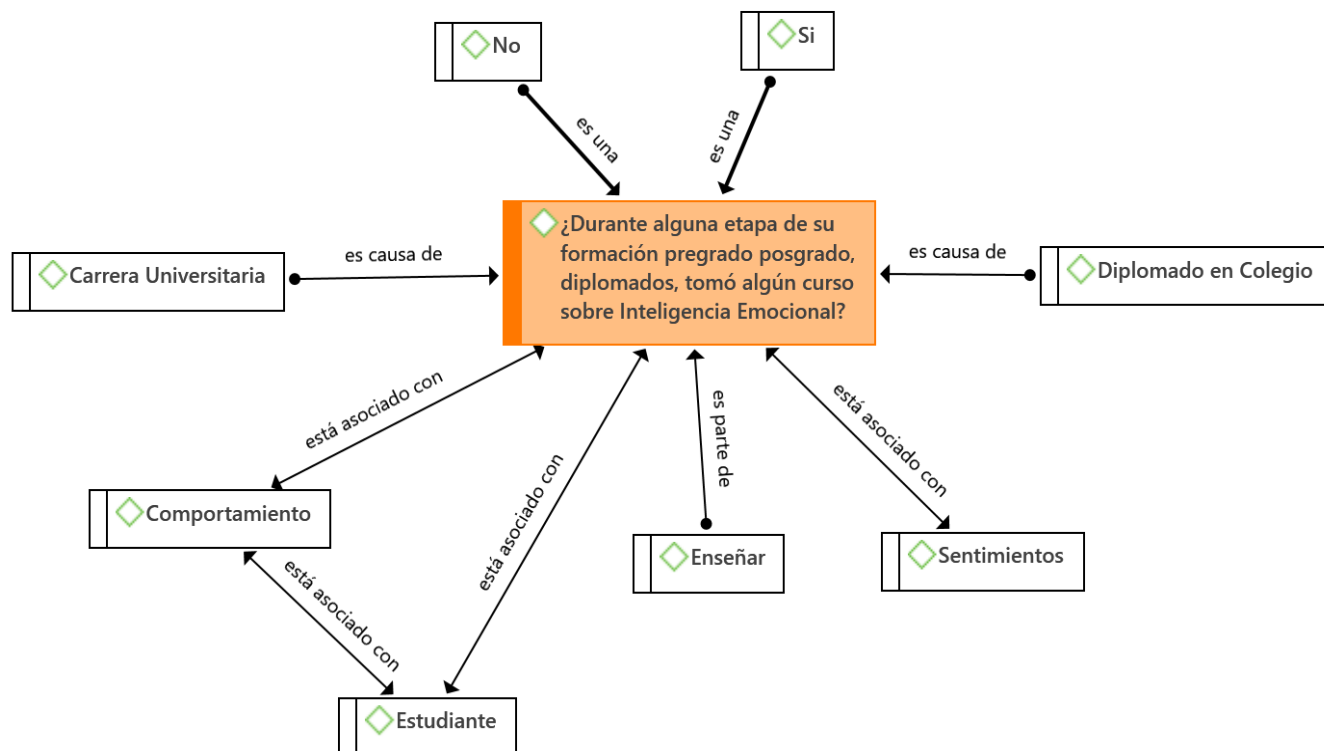 No
Si
es una
es una
¿Durante alguna etapa de su
formación pregrado posgrado,
diplomados, tomó algún curso
sobre Inteligencia Emocional?
Carrera Universitaria
es causa de
es causa de
Diplomado en Colegio
está asociado con
está asociado con
es parte de
está asociado con
Comportamiento
Enseñar
Sentimientos
está asociado con
Estudiante